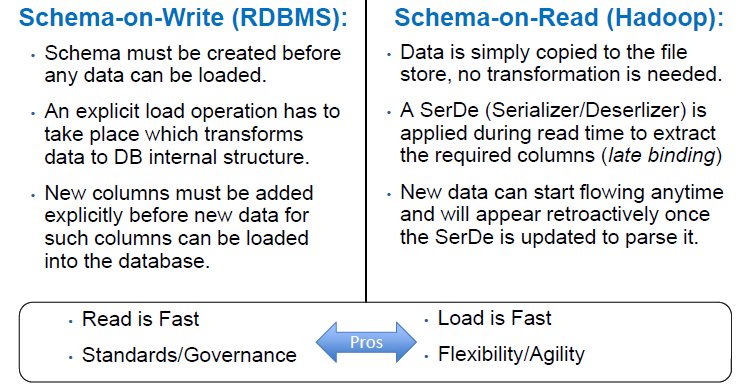 Schema-on-Write (RDBMS):
· Schema must be created before
any data can be loaded.
· An explicit load operation has to
take place which transforms
data to DB internal structure.
· New columns must be added
explicitly before new data for
such columns can be loaded
into the database.
Schema-on-Read (Hadoop):
· Data is simply copied to the file
store, no transformation is needed.
· A SerDe (Serializer/Deserlizer) is
applied during read time to extract
the required columns (late binding)
· New data can start flowing anytime
and will appear retroactively once
the SerDe is updated to parse it.
· Read is Fast
· Standards/Governance
Pros
· Load is Fast
· Flexibility/Agility